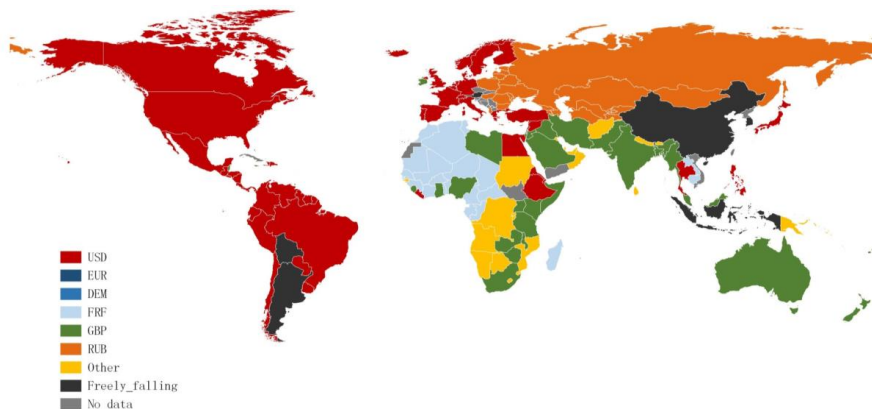 USD
EUR
DEM
FRF
GBP
RUB
Other
Freely_falling
No data